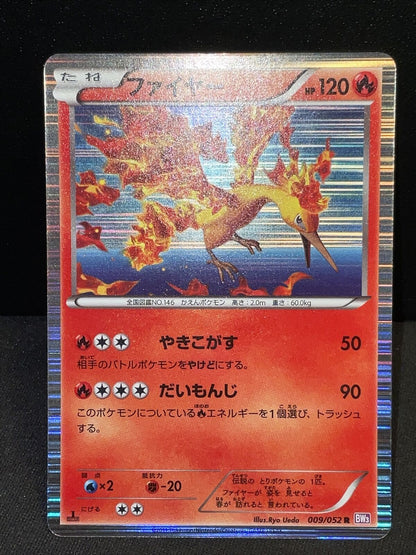 たね ファイヤー HP 120
全国図鑑NO.146 かえんポケモン 高さ：2.0m 重さ：60.0kg
やきこがす 50
相手のバトルポケモンをやけどにする。
だいもんじ 90
このポケモンについているエネルギーを1個選び、トラッシュ
する。
弱点 ×2 抵抗力 -20
にげる
伝説の とりポケモンの 1匹。
ファイヤーが 姿を 見せると
春が 訪れると 言われている。
Illus.Ryo Ueda 009/052 R BW3